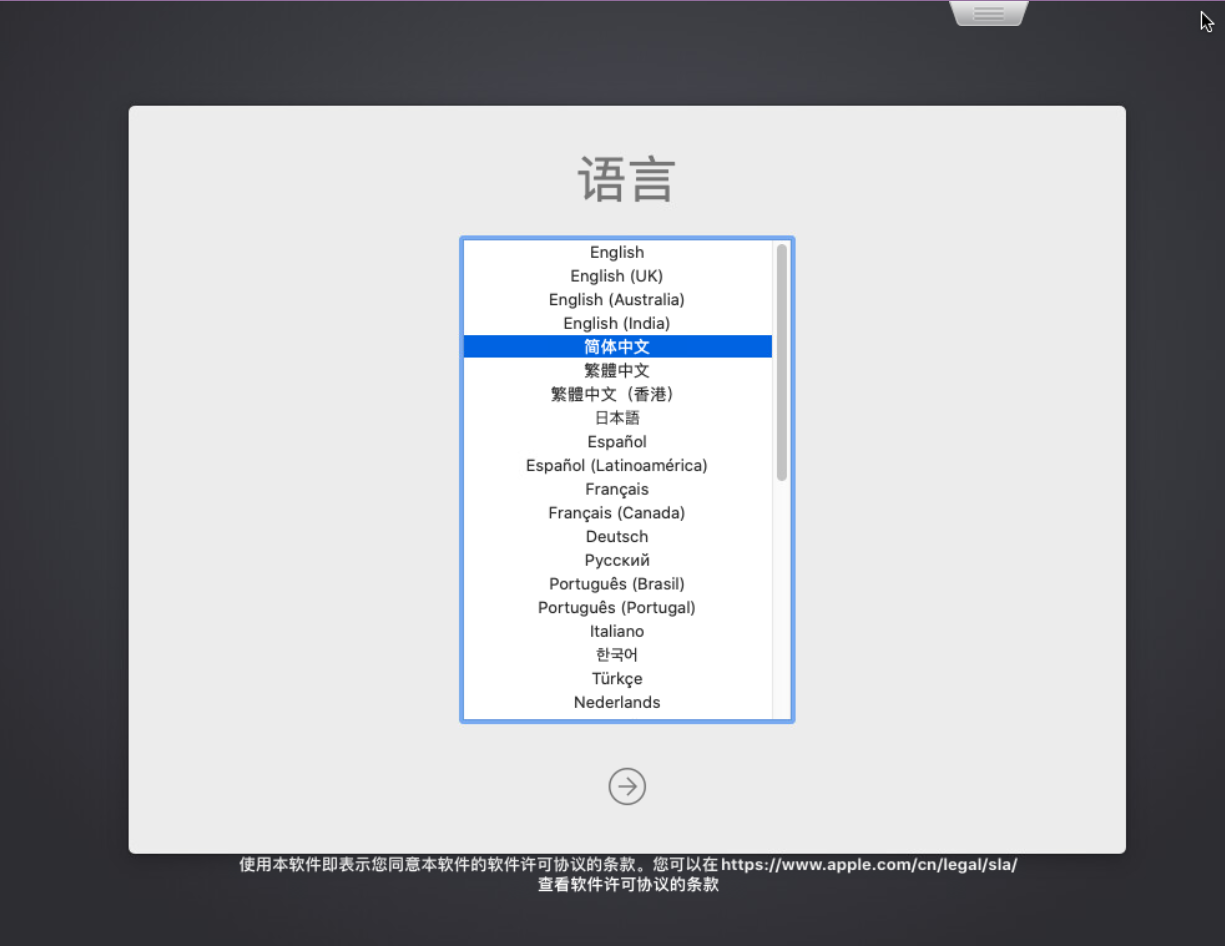 语言
English
English (UK)
English (Australia)
English (India)
简体中文
繁體中文
繁體中文（香港）
日本語
Español
Español (Latinoamérica)
Français
Français (Canada)
Deutsch
Русский
Português (Brasil)
Português (Portugal)
Italiano
한국어
Türkçe
Nederlands
使用本软件即表示您同意本软件的软件许可协议的条款。您可以在 https://www.apple.com/cn/legal/sla/
查看软件许可协议的条款